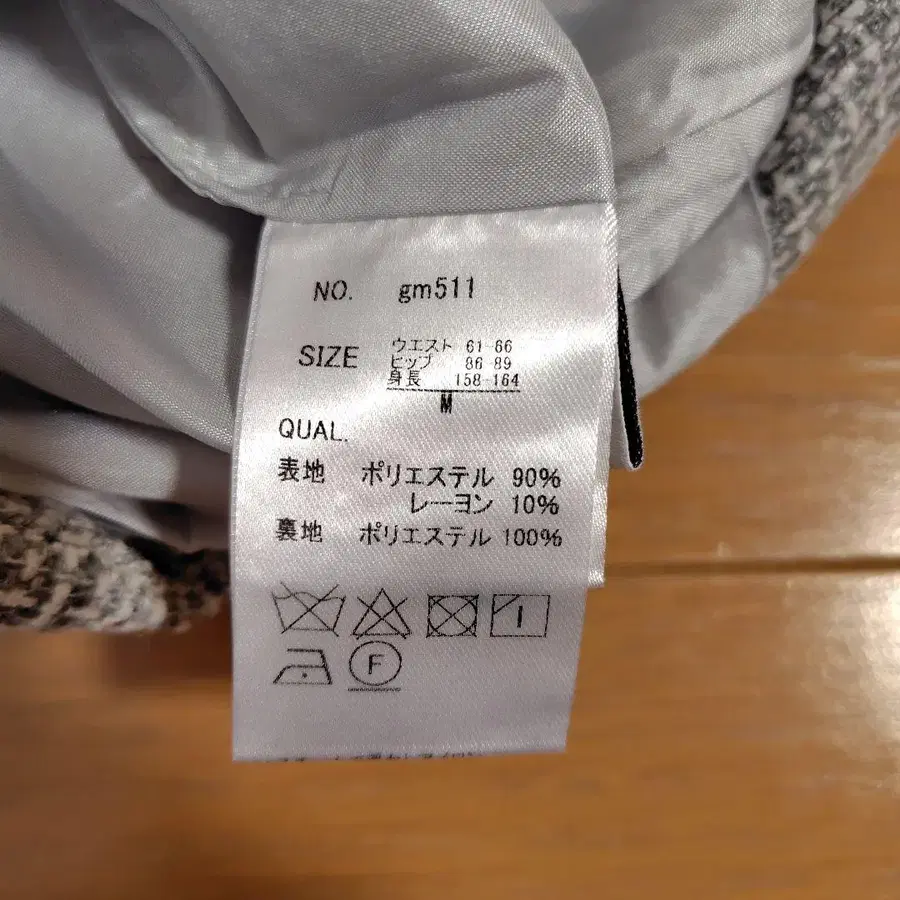 NO. gm511
SIZE
ウエスト 61-66
ヒップ 86-89
身長 158-164
M
QUAL.
表地 ポリエステル 90%
レーヨン 10%
裏地 ポリエステル 100%
F